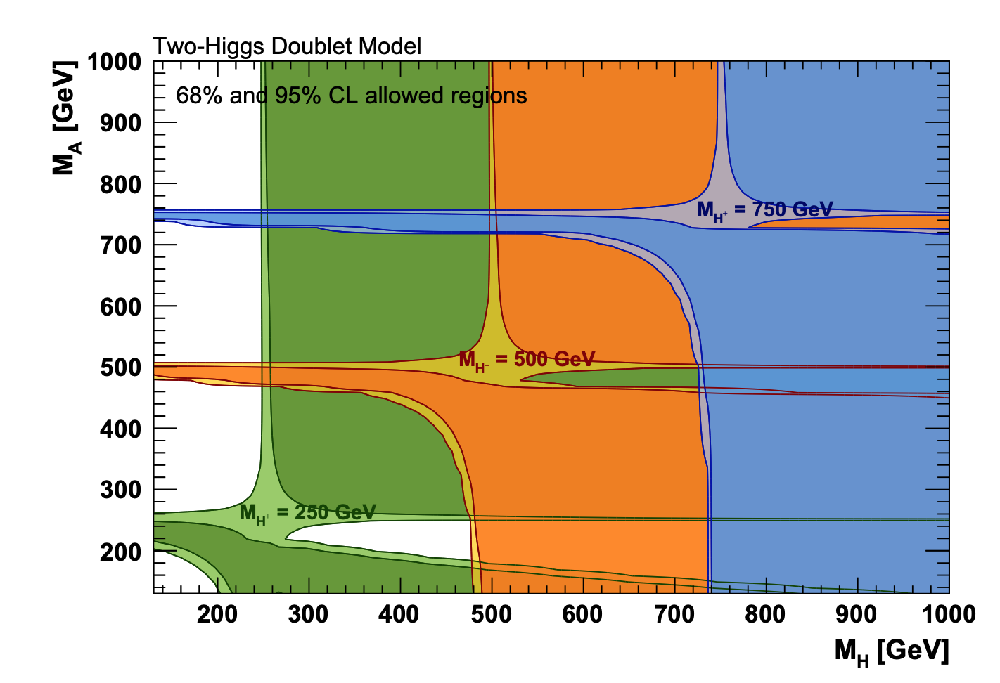 Two-Higgs Doublet Model
68% and 95% CL allowed regions
M_A [GeV]
1000
900
800
700
600
500
400
300
200
M_H± = 750 GeV
M_H± = 500 GeV
M_H± = 250 GeV
200 300 400 500 600 700 800 900 1000
M_H [GeV]